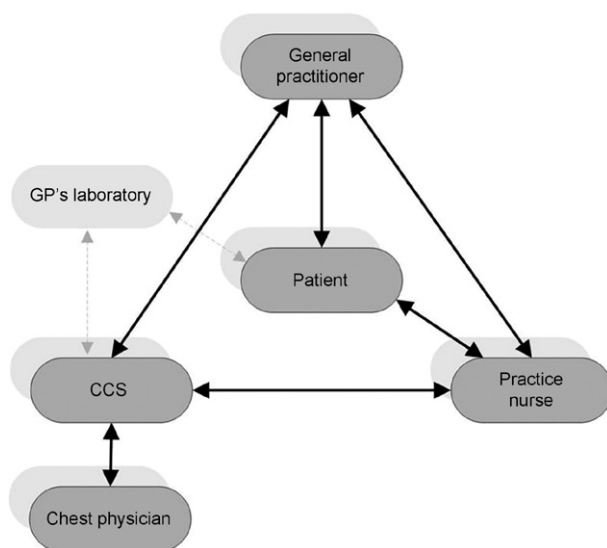 General
practitioner
GP's laboratory
Patient
CCS
Practice
nurse
Chest physician